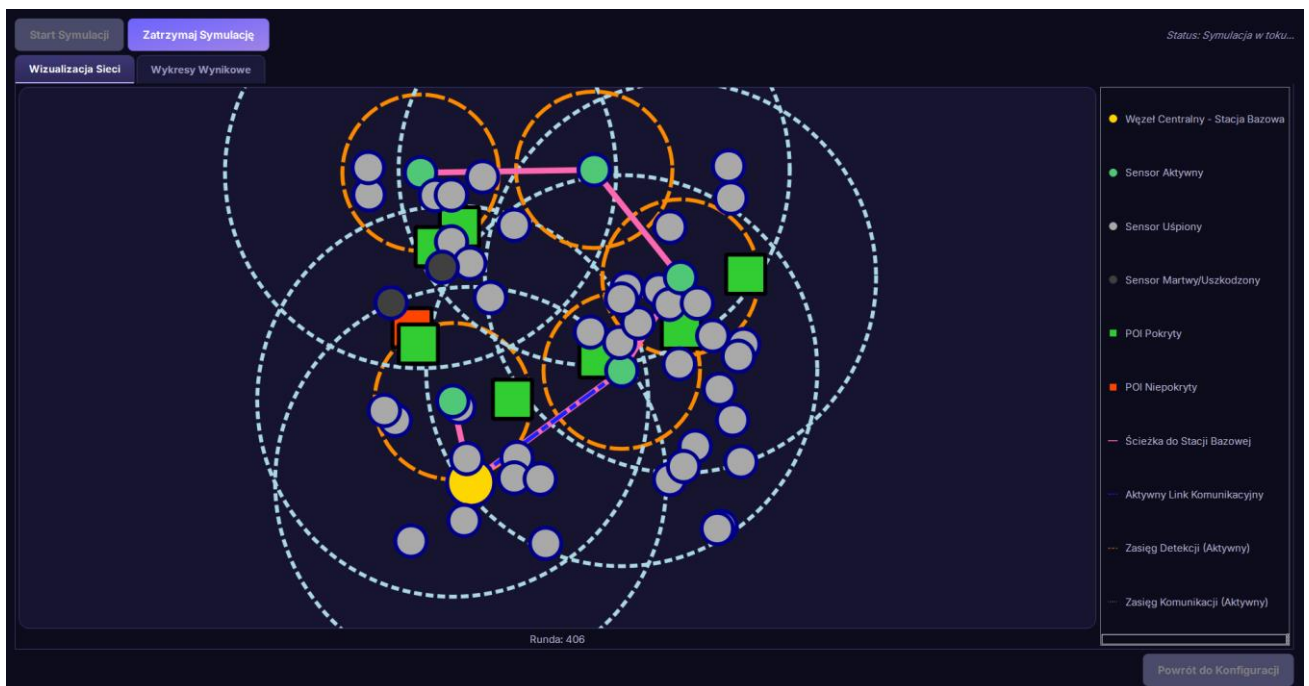 Start Symulacji
Zatrzymaj Symulację
Status: Symulacja w toku...
Wizualizacja Sieci
Wykresy Wynikowe
Węzeł Centralny - Stacja Bazowa
Sensor Aktywny
Sensor Uśpiony
Sensor Martwy/Uszkodzony
POI Pokryty
POI Niepokryty
Ścieżka do Stacji Bazowej
Aktywny Link Komunikacyjny
Zasięg Detekcji (Aktywny)
Zasięg Komunikacji (Aktywny)
Runda: 406
Powrót do Konfiguracji